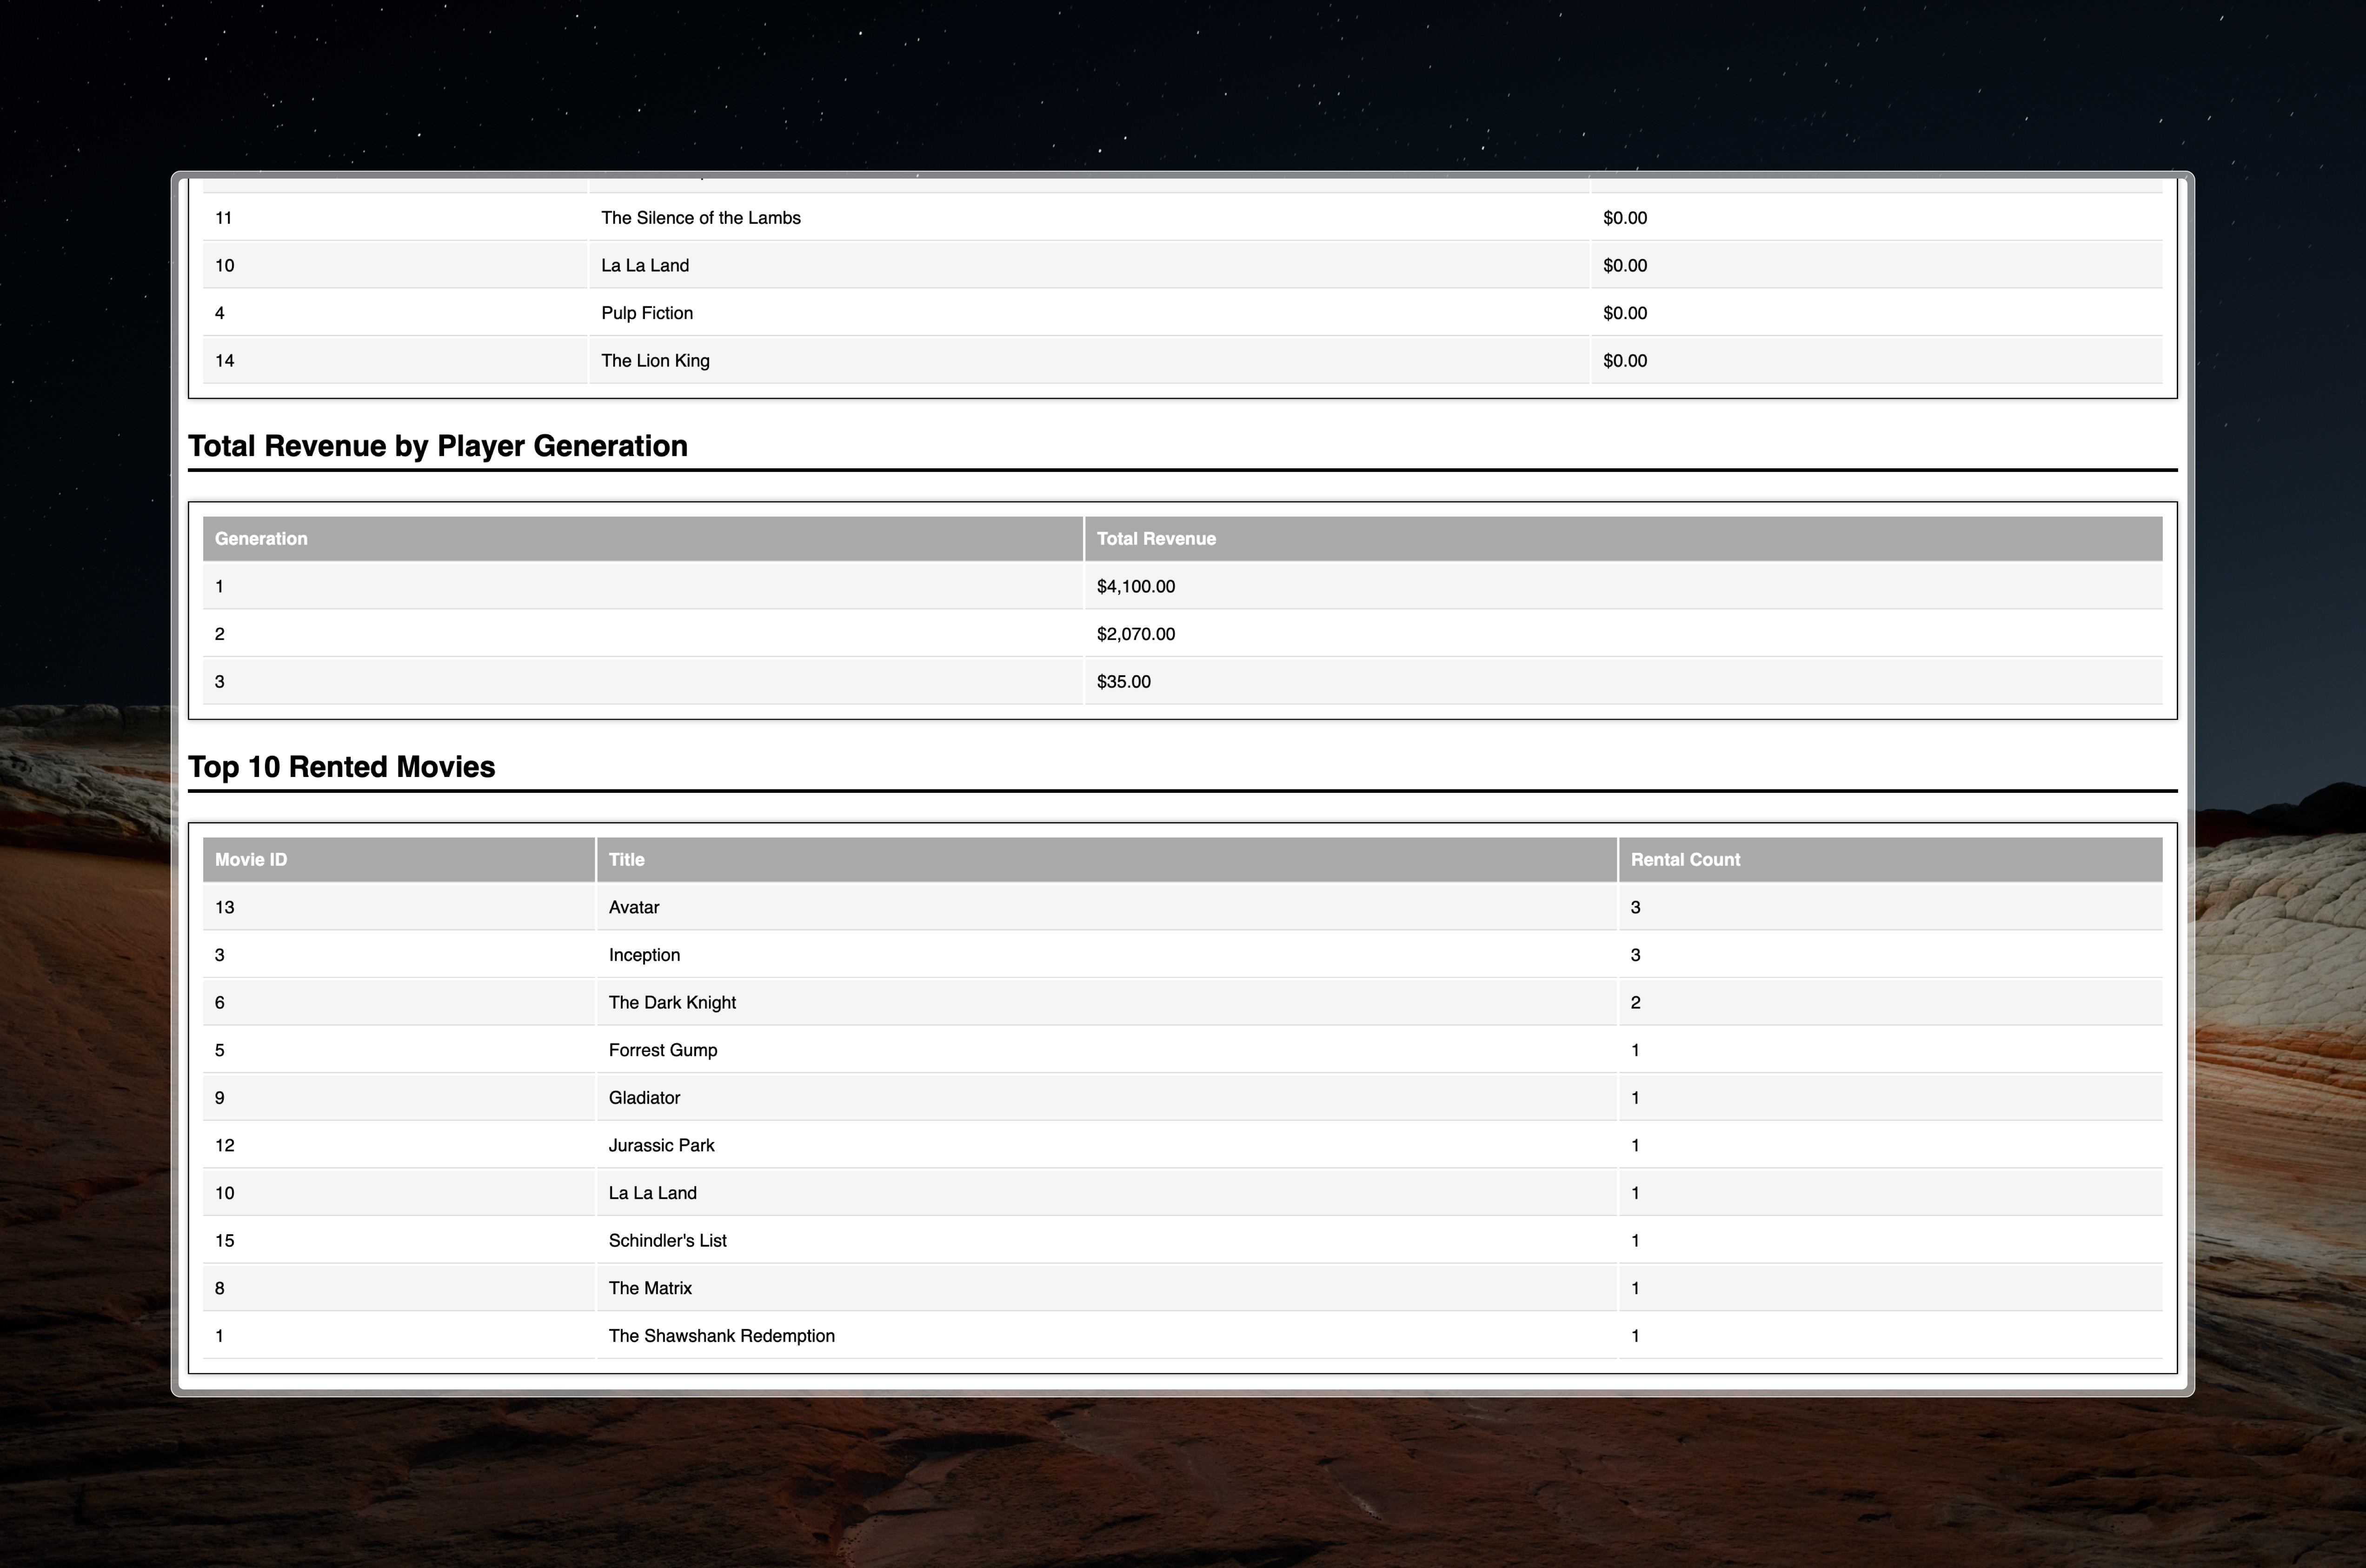 11 The Silence of the Lambs $0.00
10 La La Land $0.00
4 Pulp Fiction $0.00
14 The Lion King $0.00
Total Revenue by Player Generation
Generation Total Revenue
1 $4,100.00
2 $2,070.00
3 $35.00
Top 10 Rented Movies
Movie ID Title Rental Count
13 Avatar 3
3 Inception 3
6 The Dark Knight 2
5 Forrest Gump 1
9 Gladiator 1
12 Jurassic Park 1
10 La La Land 1
15 Schindler's List 1
8 The Matrix 1
1 The Shawshank Redemption 1